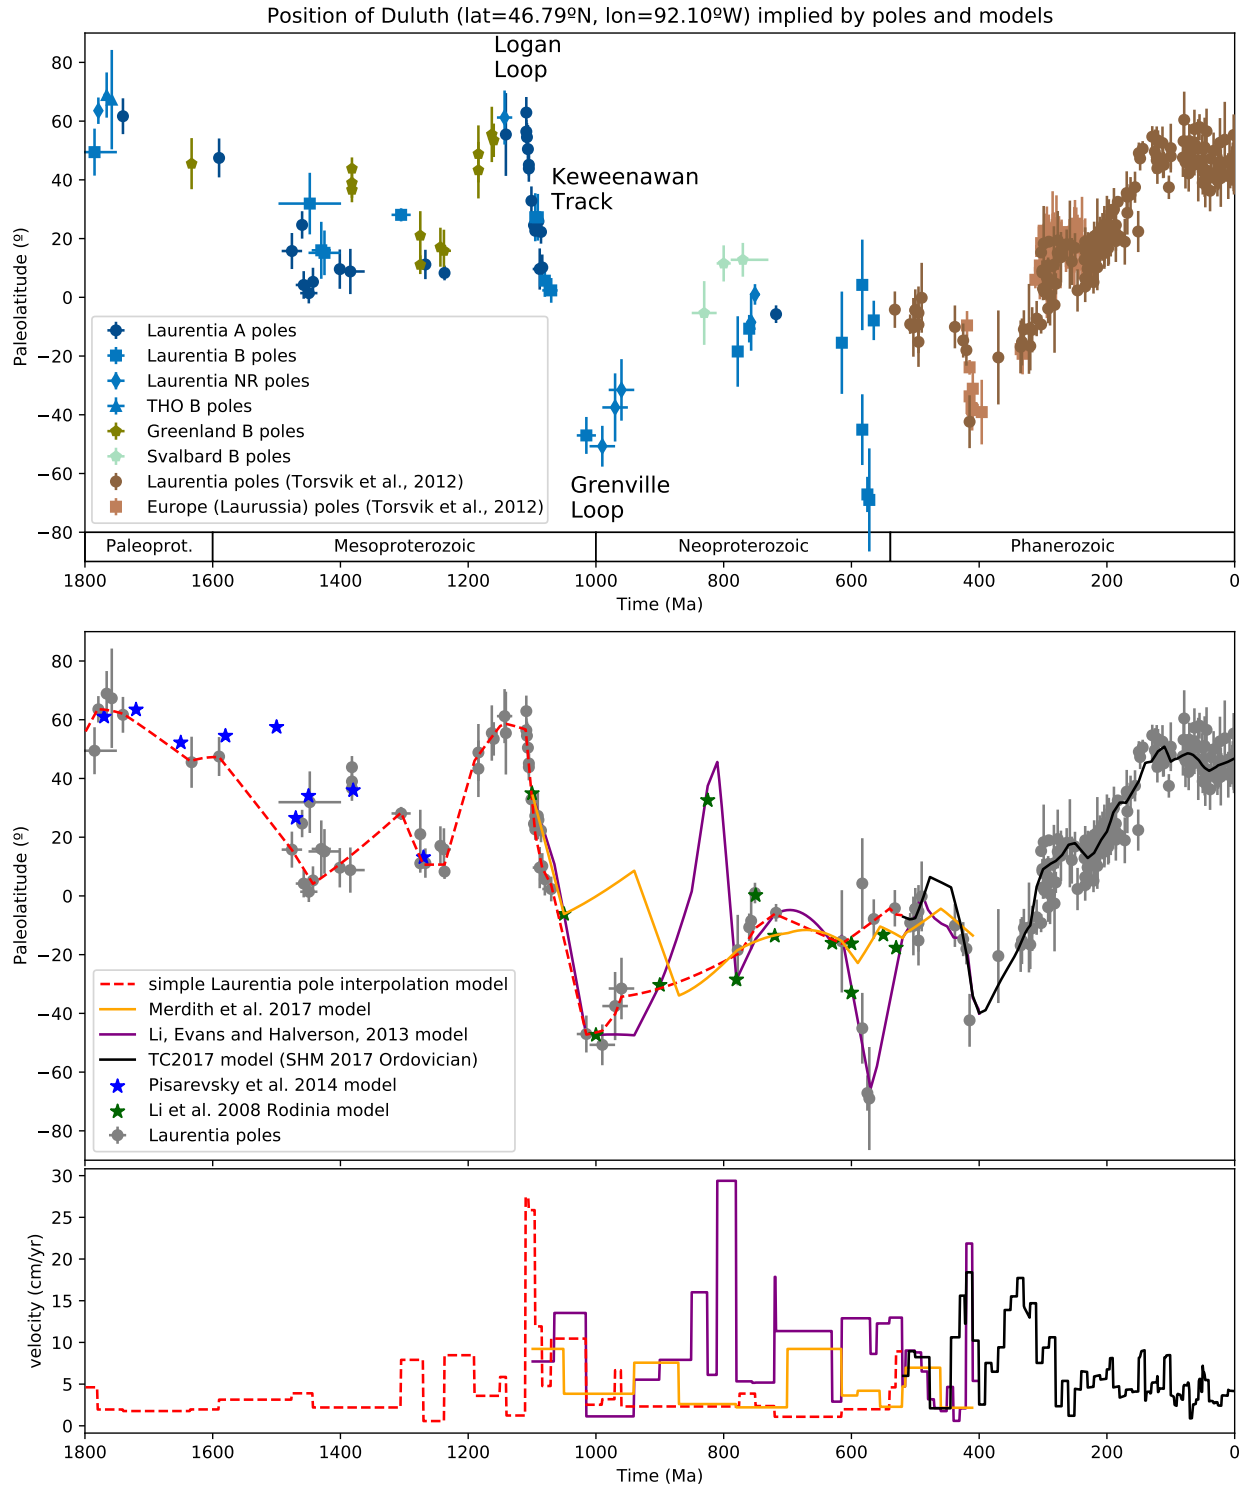 Position of Duluth (lat=46.79ºN, lon=92.10ºW) implied by poles and models
Paleolatitude (º)
80
60
40
20
0
−20
−40
−60
−80
Logan
Loop
Keweenawan
Track
Grenville
Loop
Laurentia A poles
Laurentia B poles
Laurentia NR poles
THO B poles
Greenland B poles
Svalbard B poles
Laurentia poles (Torsvik et al., 2012)
Europe (Laurussia) poles (Torsvik et al., 2012)
Paleoprot. Mesoproterozoic Neoproterozoic Phanerozoic
1800 1600 1400 1200 1000 800 600 400 200 0
Time (Ma)
Paleolatitude (º)
80
60
40
20
0
−20
−40
−60
−80
simple Laurentia pole interpolation model
Merdith et al. 2017 model
Li, Evans and Halverson, 2013 model
TC2017 model (SHM 2017 Ordovician)
Pisarevsky et al. 2014 model
Li et al. 2008 Rodinia model
Laurentia poles
velocity (cm/yr)
30
25
20
15
10
5
0
1800 1600 1400 1200 1000 800 600 400 200 0
Time (Ma)